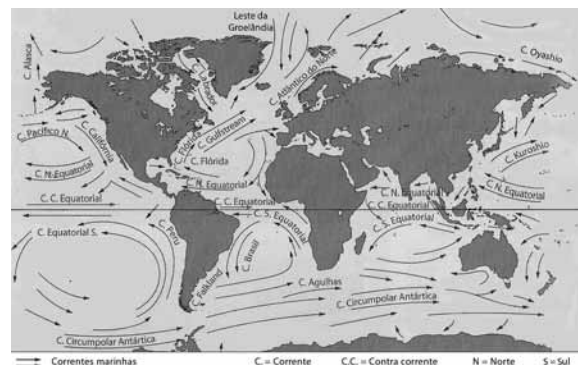 Leste da
Groelândia
C. Oyashio
C. Alasca
C. Atlântico do Norte
C. Labrador
C. Pacífico N.
C. Califórnia
C. Flórida
C. Gulfstream
C. Kuroshio
C. Flórida
C. N. Equatorial
C. N. Equatorial
C. N. Equatorial
C. N. Equatorial
C. C. Equatorial
C. C. Equatorial
C. C. Equatorial
C. S. Equatorial
C. S. Equatorial
C. Equatorial S.
C. Peru
C. Brasil
C. Falkland
C. Agulhas
C. Circumpolar Antártica
C. Circumpolar Antártica
Correntes marinhas C. = Corrente C.C. = Contra corrente N = Norte S = Sul